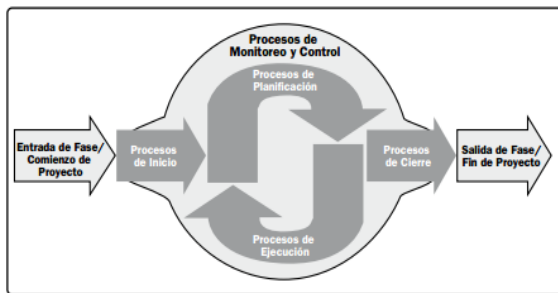 Procesos de
Monitoreo y Control
Procesos de
Planificación
Entrada de Fase/
Comienzo de
Proyecto
Procesos
de Inicio
Procesos
de Cierre
Salida de Fase/
Fin de Proyecto
Procesos de
Ejecución